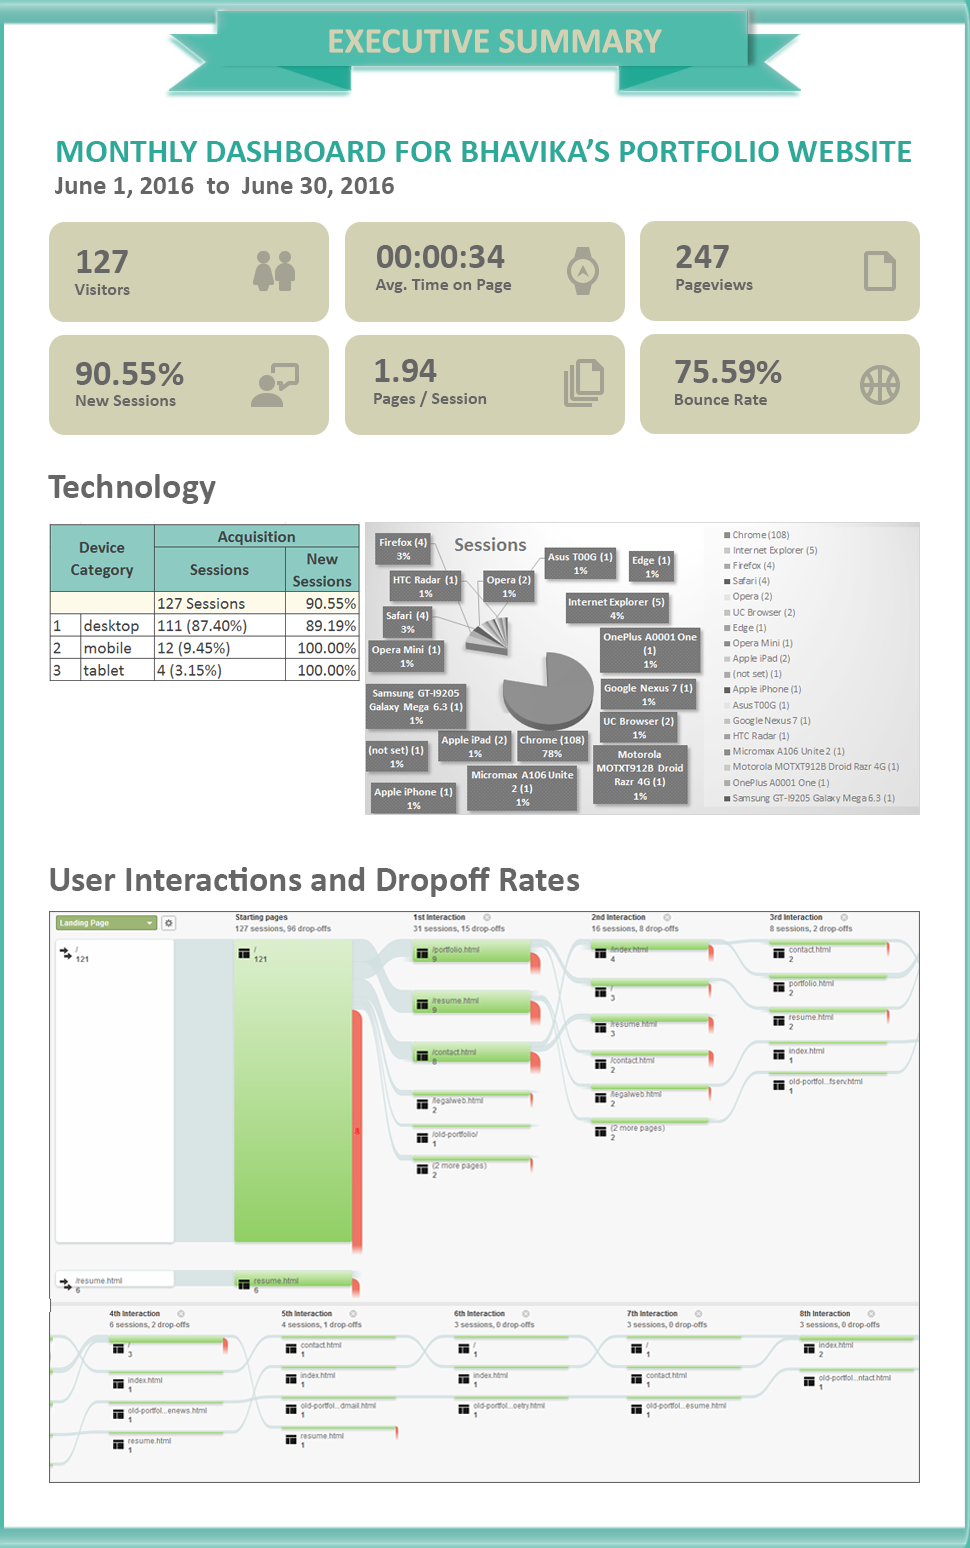 EXECUTIVE SUMMARY
MONTHLY DASHBOARD FOR BHAVIKA'S PORTFOLIO WEBSITE
June 1, 2016 to June 30, 2016
127
Visitors
00:00:34
Avg. Time on Page
247
Pageviews
90.55%
New Sessions
1.94
Pages / Session
75.59%
Bounce Rate
Technology
Device Category
Acquisition
Sessions
New Sessions
127 Sessions 90.55%
1 desktop 111 (87.40%) 89.19%
2 mobile 12 (9.45%) 100.00%
3 tablet 4 (3.15%) 100.00%
Sessions
Firefox (4)
3%
HTC Radar (1)
1%
Safari (4)
3%
Opera Mini (1)
1%
Samsung GT-I9205
Galaxy Mega 6.3 (1)
1%
(not set) (1)
1%
Apple iPhone (1)
1%
Opera (2)
1%
Asus T00G (1)
1%
Edge (1)
1%
Internet Explorer (5)
4%
OnePlus A0001 One
(1)
1%
Google Nexus 7 (1)
1%
UC Browser (2)
1%
Apple iPad (2)
1%
Chrome (108)
78%
Micromax A106 Unite
2 (1)
1%
Motorola
MOTXT912B Droid
Razr 4G (1)
1%
Chrome (108)
Internet Explorer (5)
Firefox (4)
Safari (4)
Opera (2)
UC Browser (2)
Edge (1)
Opera Mini (1)
Apple iPad (2)
(not set) (1)
Apple iPhone (1)
Asus T00G (1)
Google Nexus 7 (1)
HTC Radar (1)
Micromax A106 Unite 2 (1)
Motorola MOTXT912B Droid Razr 4G (1)
OnePlus A0001 One (1)
Samsung GT-I9205 Galaxy Mega 6.3 (1)
User Interactions and Dropoff Rates
Landing Page
/
121
/resume.html
6
Starting pages
127 sessions, 96 drop-offs
/
121
resume.html
6
1st Interaction
31 sessions, 15 drop-offs
/portfolio.html
9
/resume.html
9
/contact.html
8
/legalweb.html
2
/old-portfolio/
1
(2 more pages)
2
2nd Interaction
16 sessions, 8 drop-offs
/index.html
4
/
3
/resume.html
3
/contact.html
2
/legalweb.html
2
(2 more pages)
2
3rd Interaction
8 sessions, 2 drop-offs
contact.html
2
portfolio.html
2
resume.html
2
index.html
1
old-portfol...fserv.html
1
4th Interaction
6 sessions, 2 drop-offs
/
3
index.html
1
old-portfol...enews.html
1
resume.html
1
5th Interaction
4 sessions, 1 drop-offs
contact.html
1
index.html
1
old-portfol...dmail.html
1
resume.html
1
6th Interaction
3 sessions, 0 drop-offs
/
1
index.html
1
old-portfol...oetry.html
1
7th Interaction
3 sessions, 0 drop-offs
/
1
contact.html
1
old-portfol...esume.html
1
8th Interaction
3 sessions, 0 drop-offs
index.html
2
old-portfol...ntact.html
1